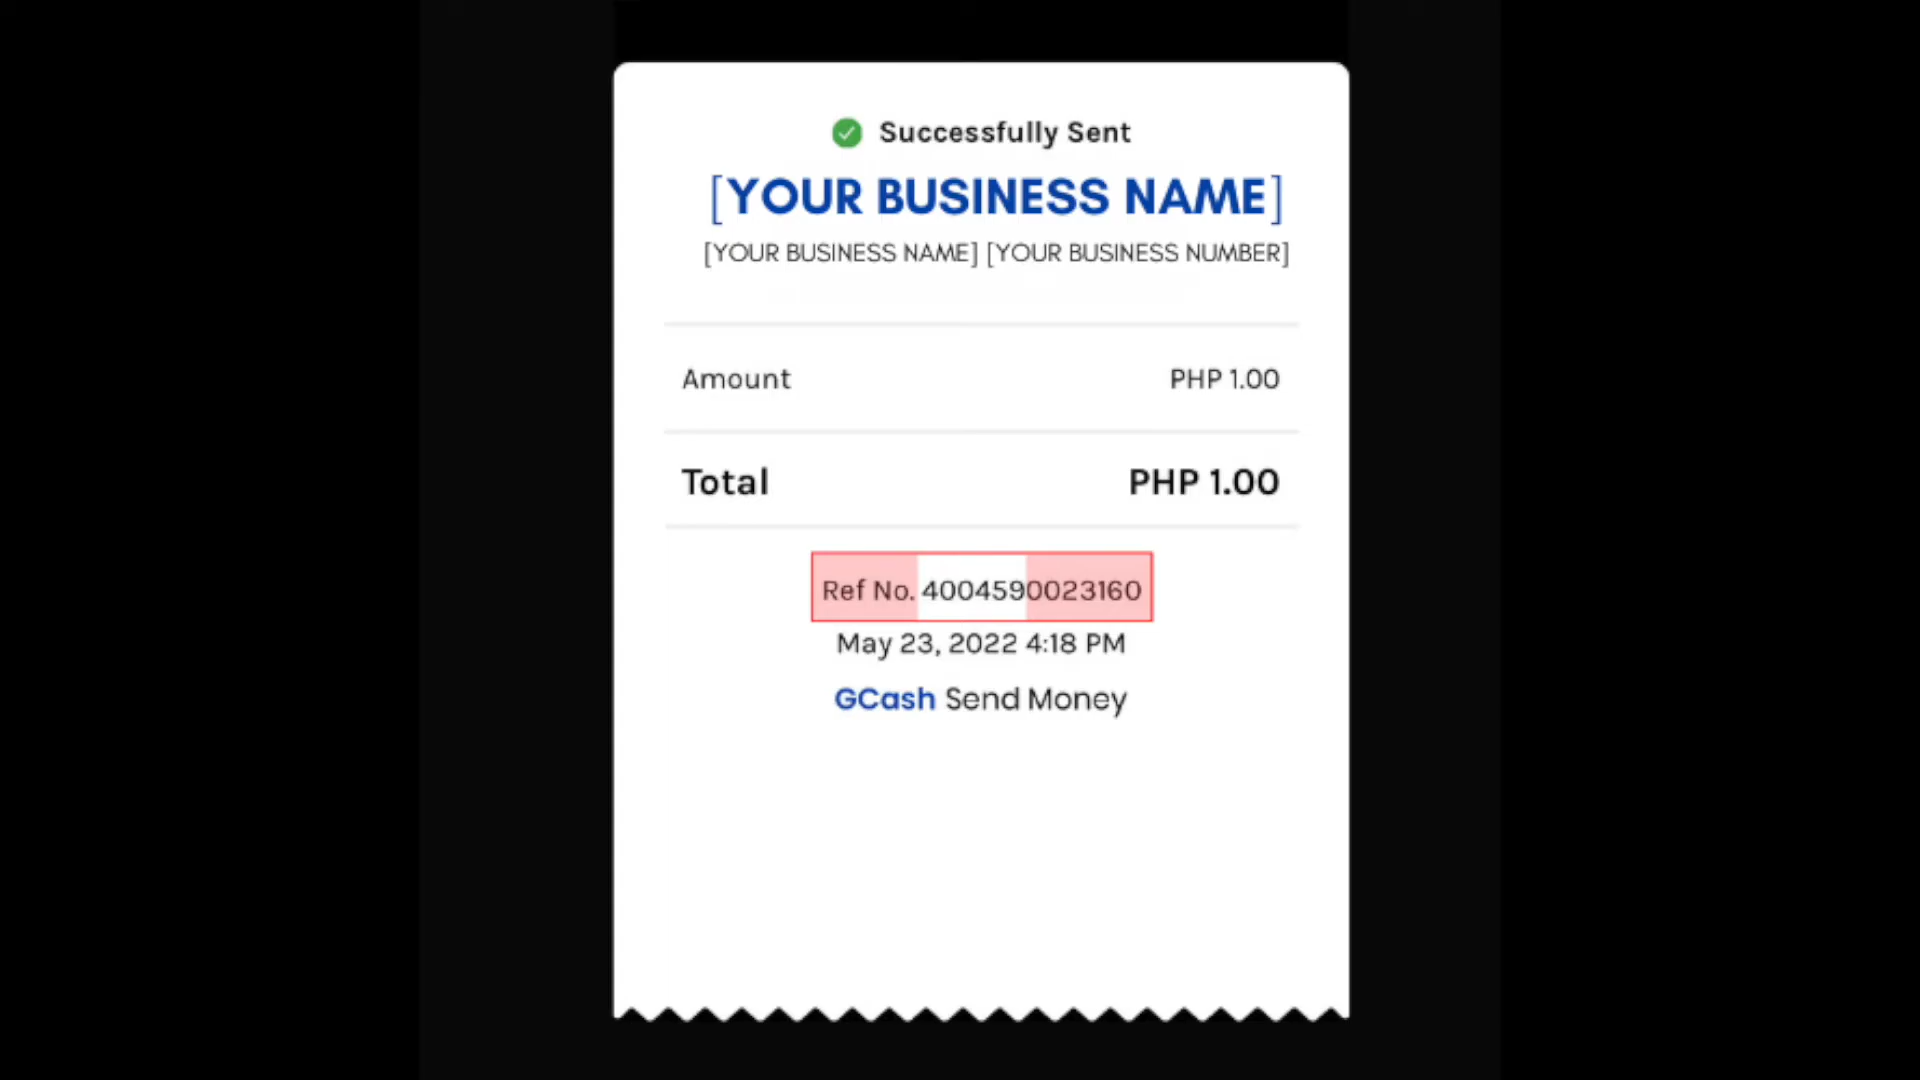 Successfully Sent
[YOUR BUSINESS NAME]
[YOUR BUSINESS NAME] [YOUR BUSINESS NUMBER]
Amount PHP 1.00
Total PHP 1.00
Ref No. 4004590023160
May 23, 2022 4:18 PM
GCash Send Money